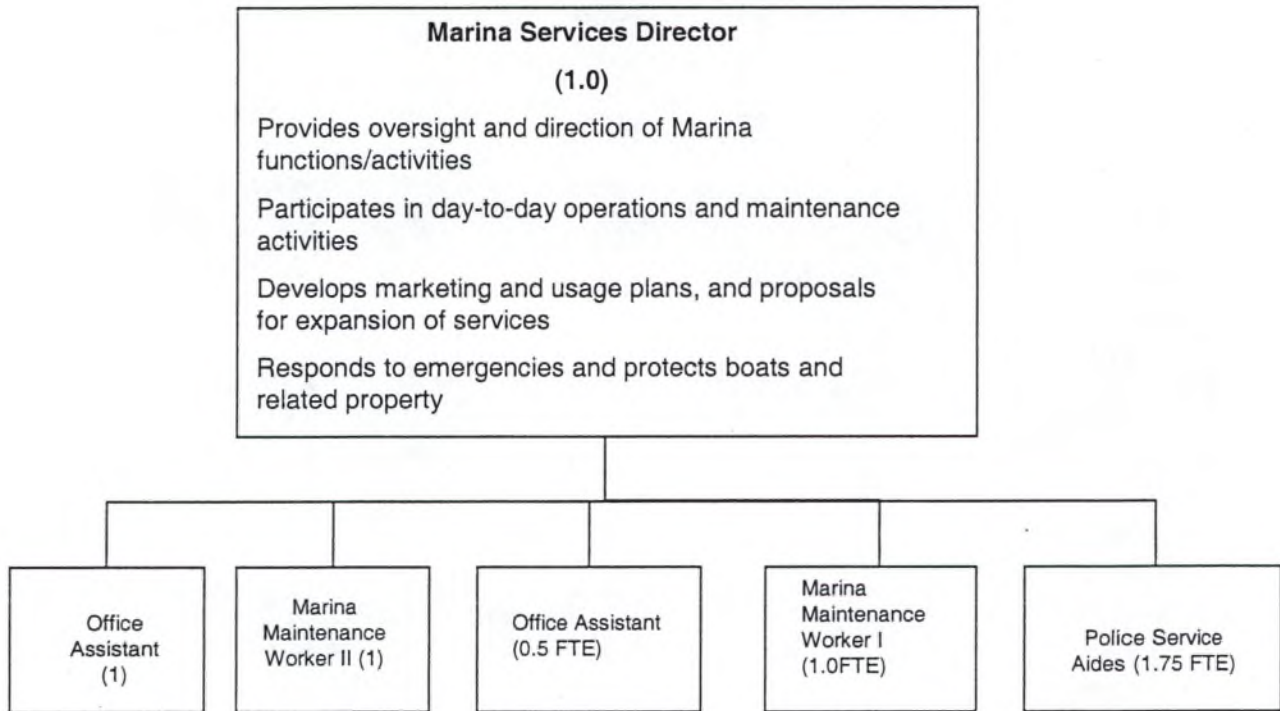 Marina Services Director
(1.0)
Provides oversight and direction of Marina
functions/activities
Participates in day-to-day operations and maintenance
activities
Develops marketing and usage plans, and proposals
for expansion of services
Responds to emergencies and protects boats and
related property
Office
Assistant
(1)
Marina
Maintenance
Worker II (1)
Office Assistant
(0.5 FTE)
Marina
Maintenance
Worker I
(1.0FTE)
Police Service
Aides (1.75 FTE)